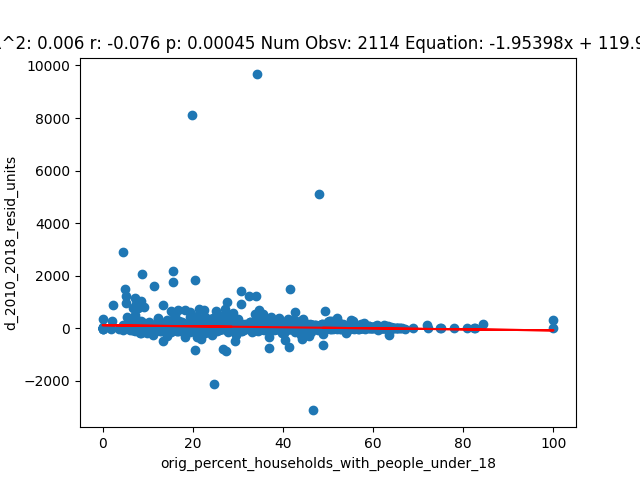 ^2: 0.006 r: -0.076 p: 0.00045 Num Obsv: 2114 Equation: -1.95398x + 119.9
10000
8000
6000
4000
2000
0
−2000
d_2010_2018_resid_units
0 20 40 60 80 100
orig_percent_households_with_people_under_18